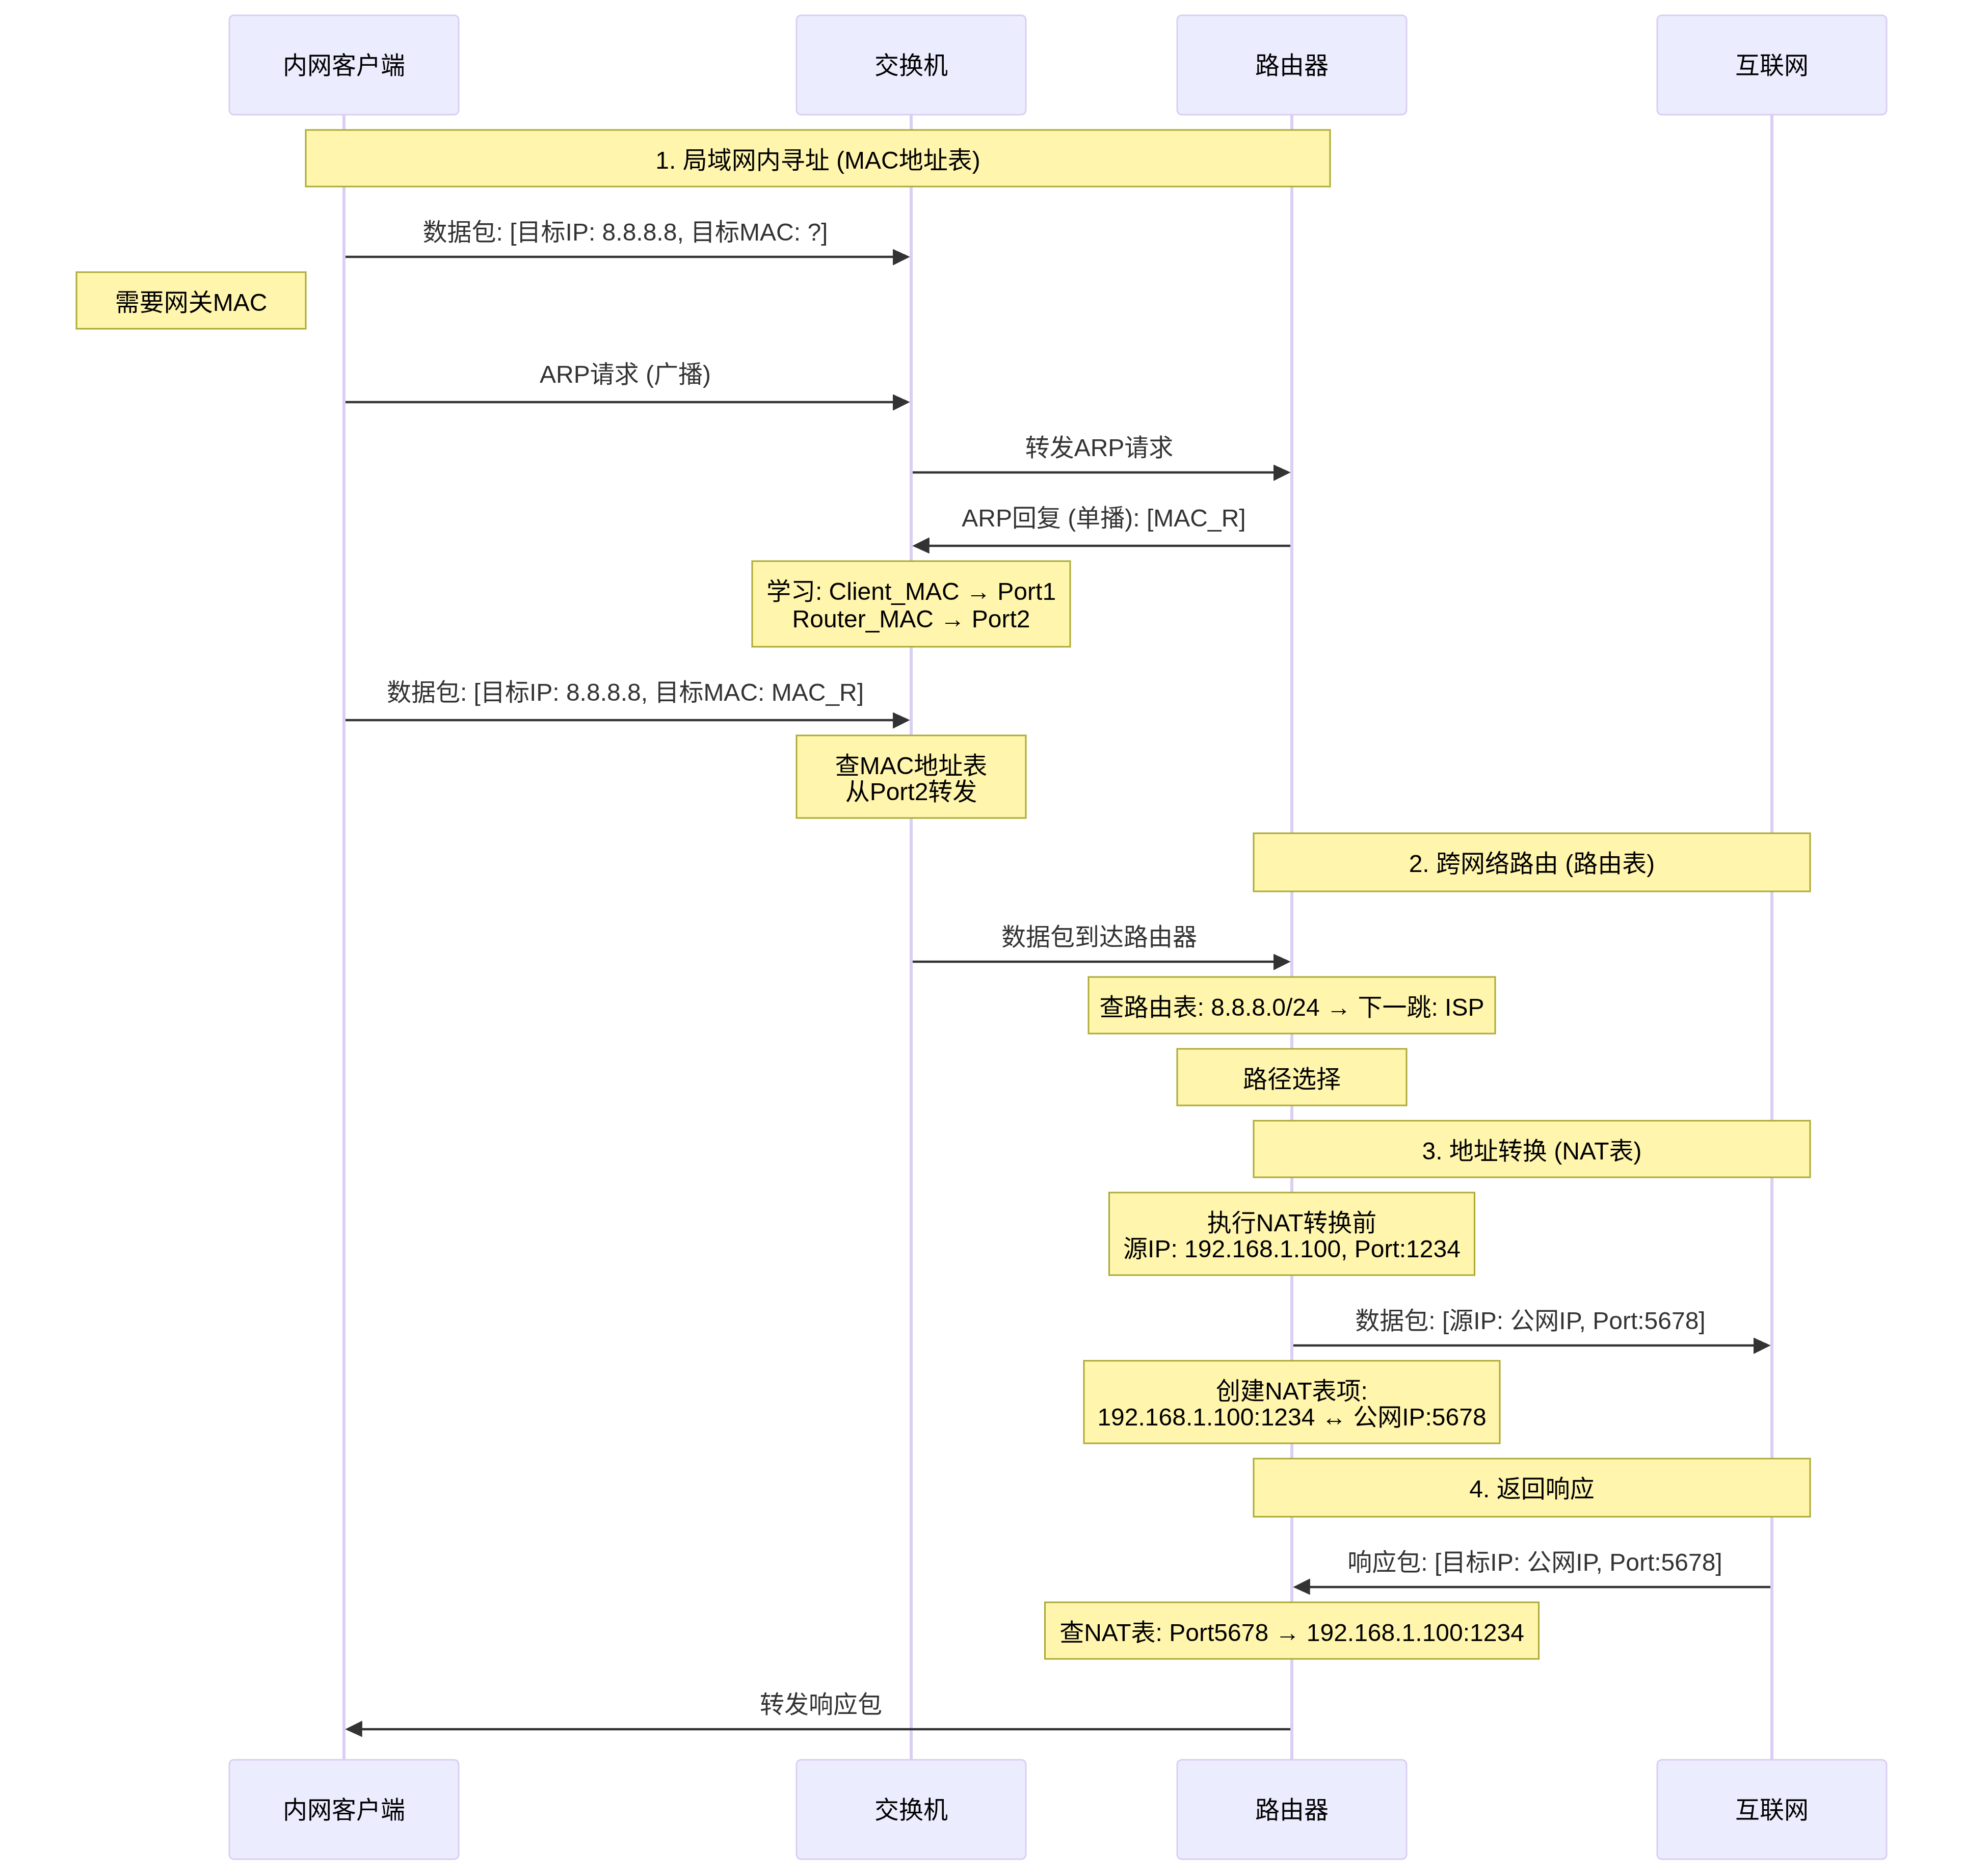 内网客户端
交换机
路由器
互联网
1. 局域网内寻址 (MAC地址表)
数据包: [目标IP: 8.8.8.8, 目标MAC: ?]
需要网关MAC
ARP请求 (广播)
转发ARP请求
ARP回复 (单播): [MAC_R]
学习: Client_MAC → Port1
Router_MAC → Port2
数据包: [目标IP: 8.8.8.8, 目标MAC: MAC_R]
查MAC地址表
从Port2转发
2. 跨网络路由 (路由表)
数据包到达路由器
查路由表: 8.8.8.0/24 → 下一跳: ISP
路径选择
3. 地址转换 (NAT表)
执行NAT转换前
源IP: 192.168.1.100, Port:1234
数据包: [源IP: 公网IP, Port:5678]
创建NAT表项:
192.168.1.100:1234 ↔ 公网IP:5678
4. 返回响应
响应包: [目标IP: 公网IP, Port:5678]
查NAT表: Port5678 → 192.168.1.100:1234
转发响应包
内网客户端
交换机
路由器
互联网